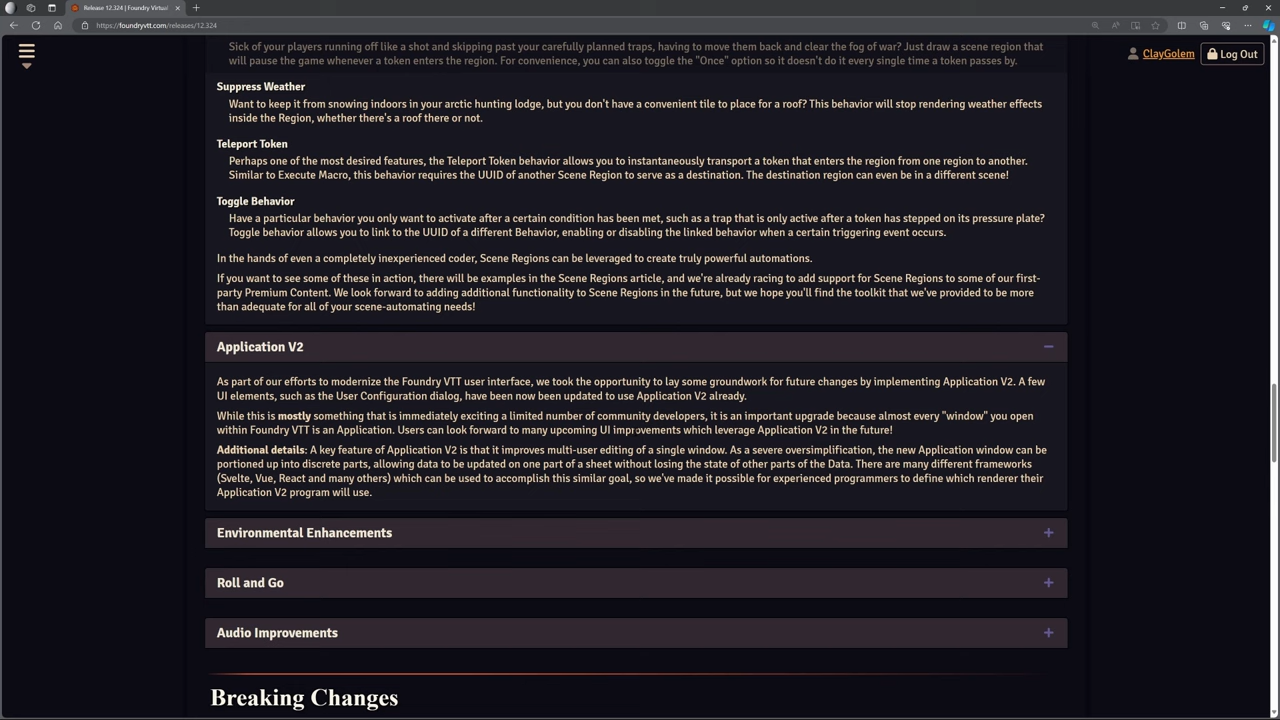 Release 12.324 | Foundry Virtual
https://foundryvtt.com/releases/12.324
ClayGolem
Log Out
Sick of your players running off like a shot and skipping past your carefully planned traps, having to move them back and clear the fog of war? Just draw a scene region that
will pause the game whenever a token enters the region. For convenience, you can also toggle the "Once" option so it doesn't do it every single time a token passes by.
Suppress Weather
Want to keep it from snowing indoors in your arctic hunting lodge, but you don't have a convenient tile to place for a roof? This behavior will stop rendering weather effects
inside the Region, whether there's a roof there or not.
Teleport Token
Perhaps one of the most desired features, the Teleport Token behavior allows you to instantaneously transport a token that enters the region from one region to another.
Similar to Execute Macro, this behavior requires the UUID of another Scene Region to serve as a destination. The destination region can even be in a different scene!
Toggle Behavior
Have a particular behavior you only want to activate after a certain condition has been met, such as a trap that is only active after a token has stepped on its pressure plate?
Toggle behavior allows you to link to the UUID of a different Behavior, enabling or disabling the linked behavior when a certain triggering event occurs.
In the hands of even a completely inexperienced coder, Scene Regions can be leveraged to create truly powerful automations.
If you want to see some of these in action, there will be examples in the Scene Regions article, and we're already racing to add support for Scene Regions to some of our first-
party Premium Content. We look forward to adding additional functionality to Scene Regions in the future, but we hope you'll find the toolkit that we've provided to be more
than adequate for all of your scene-automating needs!
Application V2
As part of our efforts to modernize the Foundry VTT user interface, we took the opportunity to lay some groundwork for future changes by implementing Application V2. A few
UI elements, such as the User Configuration dialog, have been now been updated to use Application V2 already.
While this is mostly something that is immediately exciting a limited number of community developers, it is an important upgrade because almost every "window" you open
within Foundry VTT is an Application. Users can look forward to many upcoming UI improvements which leverage Application V2 in the future!
Additional details: A key feature of Application V2 is that it improves multi-user editing of a single window. As a severe oversimplification, the new Application window can be
portioned up into discrete parts, allowing data to be updated on one part of a sheet without losing the state of other parts of the Data. There are many different frameworks
(Svelte, Vue, React and many others) which can be used to accomplish this similar goal, so we've made it possible for experienced programmers to define which renderer their
Application V2 program will use.
Environmental Enhancements
Roll and Go
Audio Improvements
Breaking Changes